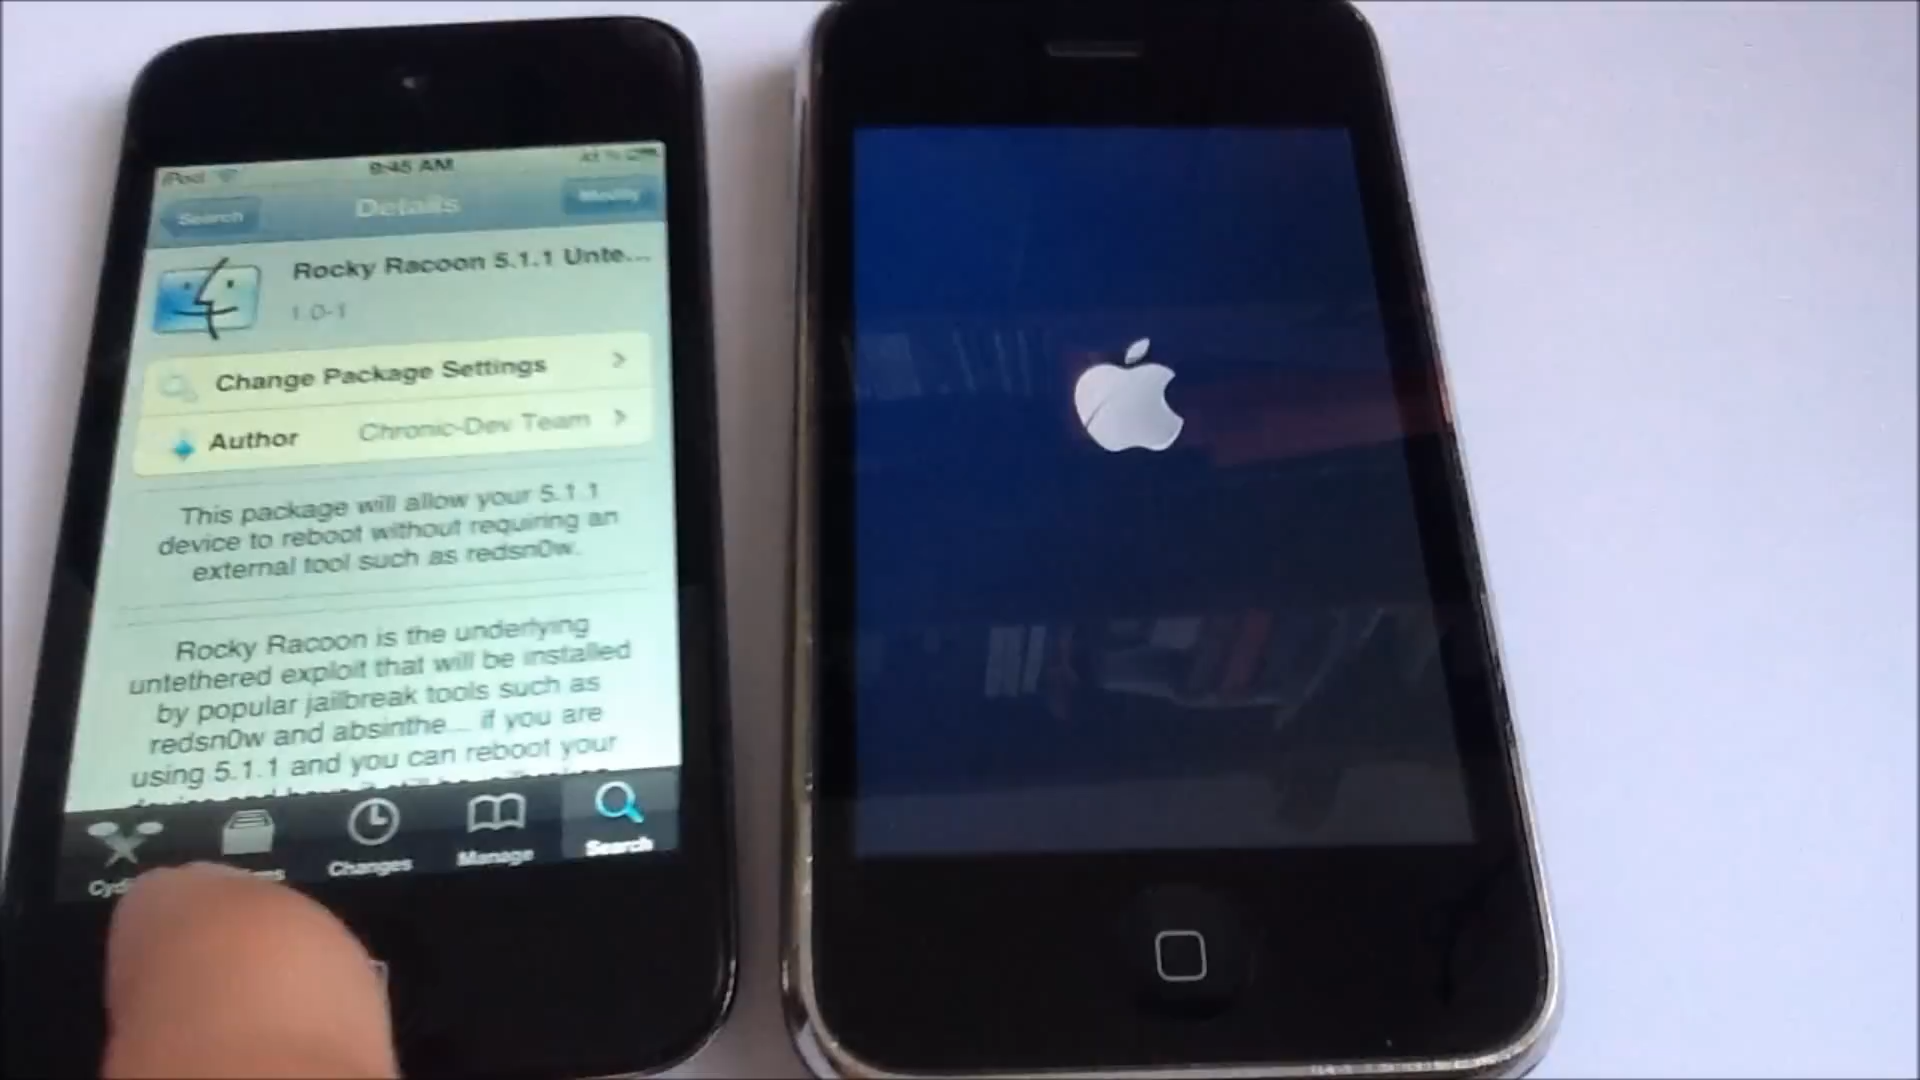 iPod 9:45 AM
Search Details Modify
Rocky Racoon 5.1.1 Unte...
1.0-1
Change Package Settings
Author Chronic-Dev Team
This package will allow your 5.1.1
device to reboot without requiring an
external tool such as redsn0w.
Rocky Racoon is the underlying
untethered exploit that will be installed
by popular jailbreak tools such as
redsn0w and absinthe... if you are
using 5.1.1 and you can reboot your
Changes Manage Search